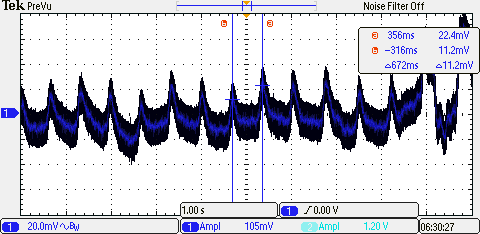 Tek PreVu Noise Filter Off
a 356ms 22.4mV
b −316ms 11.2mV
△672ms △11.2mV
b a
1
1.00 s 1 0.00 V
1 20.0mV BW 1 Ampl 105mV 2 Ampl 1.20 V 06:30:27